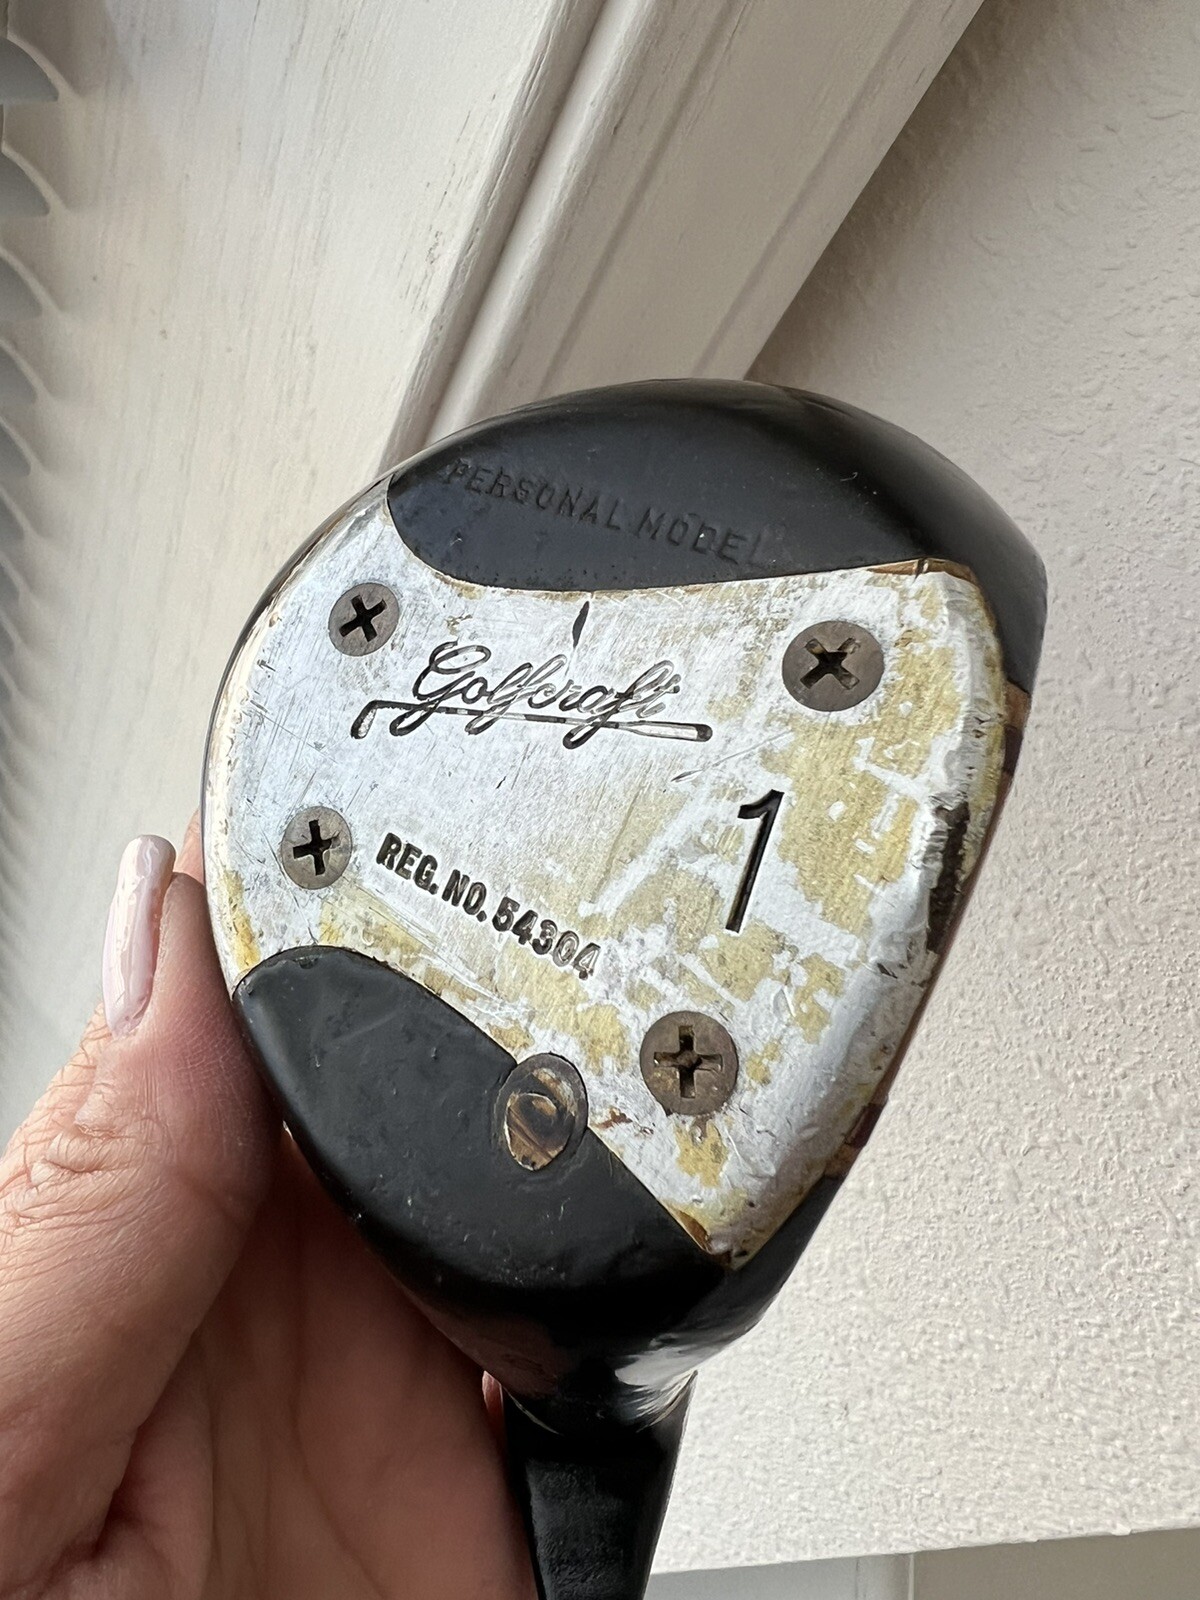 PERSONAL MODEL
Golfcraft
1
REG. NO. 54304